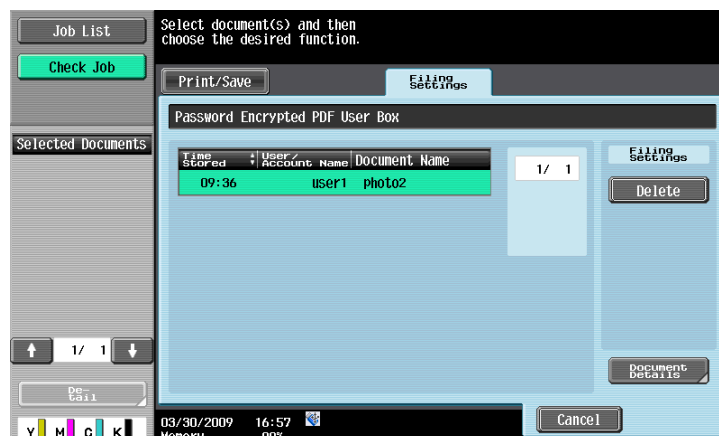 Job List
Check Job
Select document(s) and then
choose the desired function.
Print/Save
Filing
Settings
Password Encrypted PDF User Box
Selected Documents
Time
Stored
User/
Account Name
Document Name
09:36 user1 photo2
1/ 1
Filing
Settings
Delete
1/ 1
De-
tail
Document
Details
Y M C K
03/30/2009 16:57
Memory 99%
Cancel